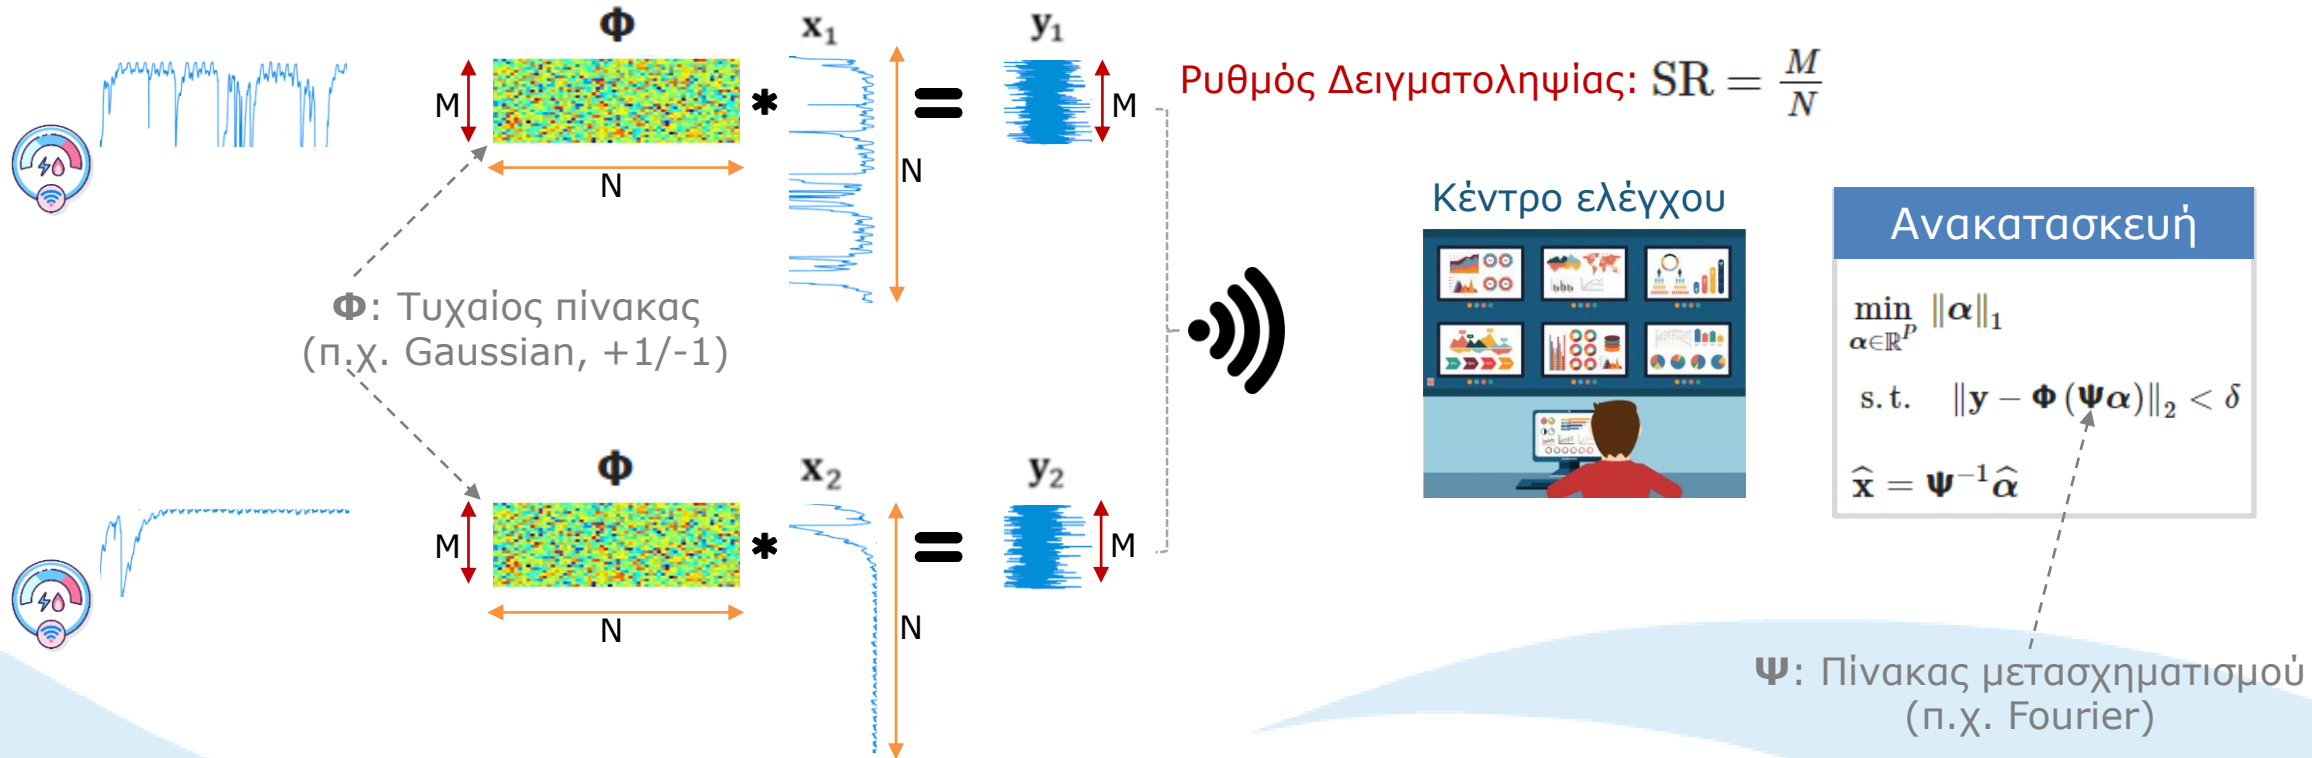 Φ
x₁
y₁
M
*
=
M
N
N
Ρυθμός Δειγματοληψίας: SR = M/N
Κέντρο ελέγχου
Ανακατασκευή
min ‖α‖₁
α∈ℝᴾ
s.t. ‖y − Φ(Ψα)‖₂ < δ
x̂ = Ψ⁻¹α̂
Φ: Τυχαίος πίνακας
(π.χ. Gaussian, +1/-1)
Φ
x₂
y₂
M
*
=
M
N
N
Ψ: Πίνακας μετασχηματισμού
(π.χ. Fourier)